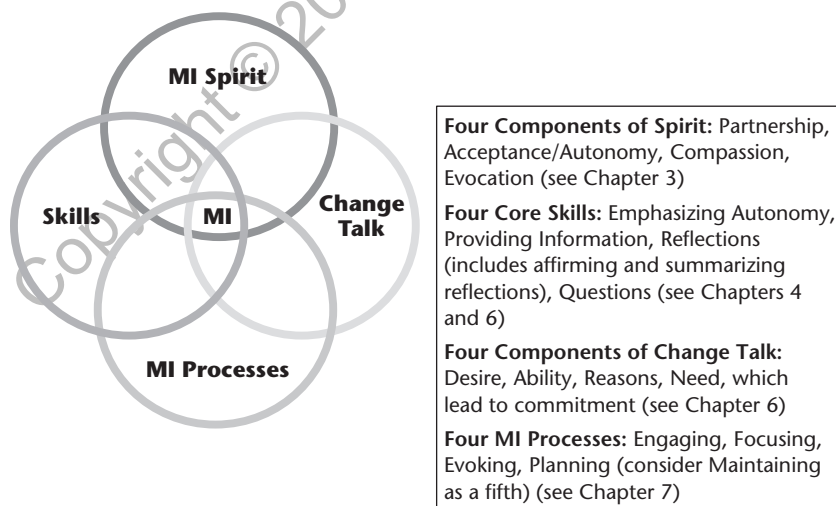 Copyright © 20
MI Spirit
Skills
MI
Change
Talk
MI Processes
Four Components of Spirit: Partnership,
Acceptance/Autonomy, Compassion,
Evocation (see Chapter 3)
Four Core Skills: Emphasizing Autonomy,
Providing Information, Reflections
(includes affirming and summarizing
reflections), Questions (see Chapters 4
and 6)
Four Components of Change Talk:
Desire, Ability, Reasons, Need, which
lead to commitment (see Chapter 6)
Four MI Processes: Engaging, Focusing,
Evoking, Planning (consider Maintaining
as a fifth) (see Chapter 7)